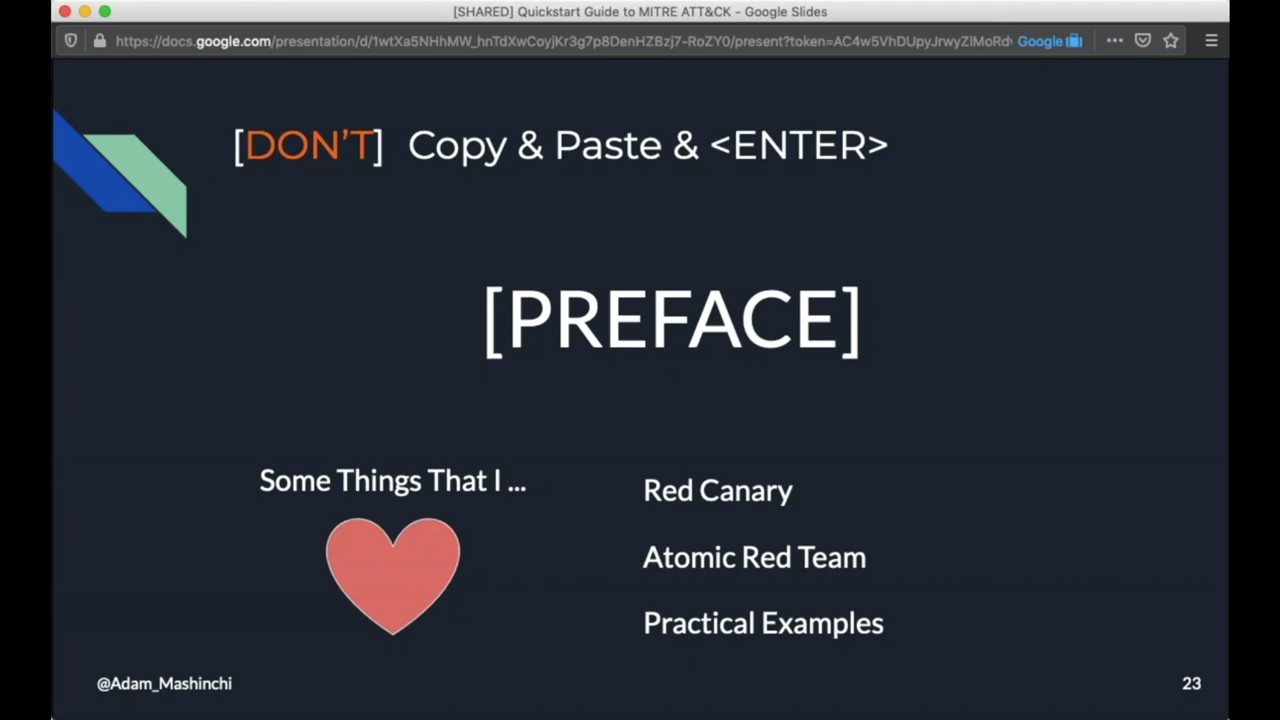 [SHARED] Quickstart Guide to MITRE ATT&CK - Google Slides
https://docs.google.com/presentation/d/1wtXa5NHhMW_hnTdXwCoyjKr3g7p8DenHZBzj7-RoZY0/present?token=AC4w5VhDUpyJrwyZlMoRd Google
[DON'T] Copy & Paste & <ENTER>
[PREFACE]
Some Things That I ...
Red Canary
Atomic Red Team
Practical Examples
@Adam_Mashinchi
23